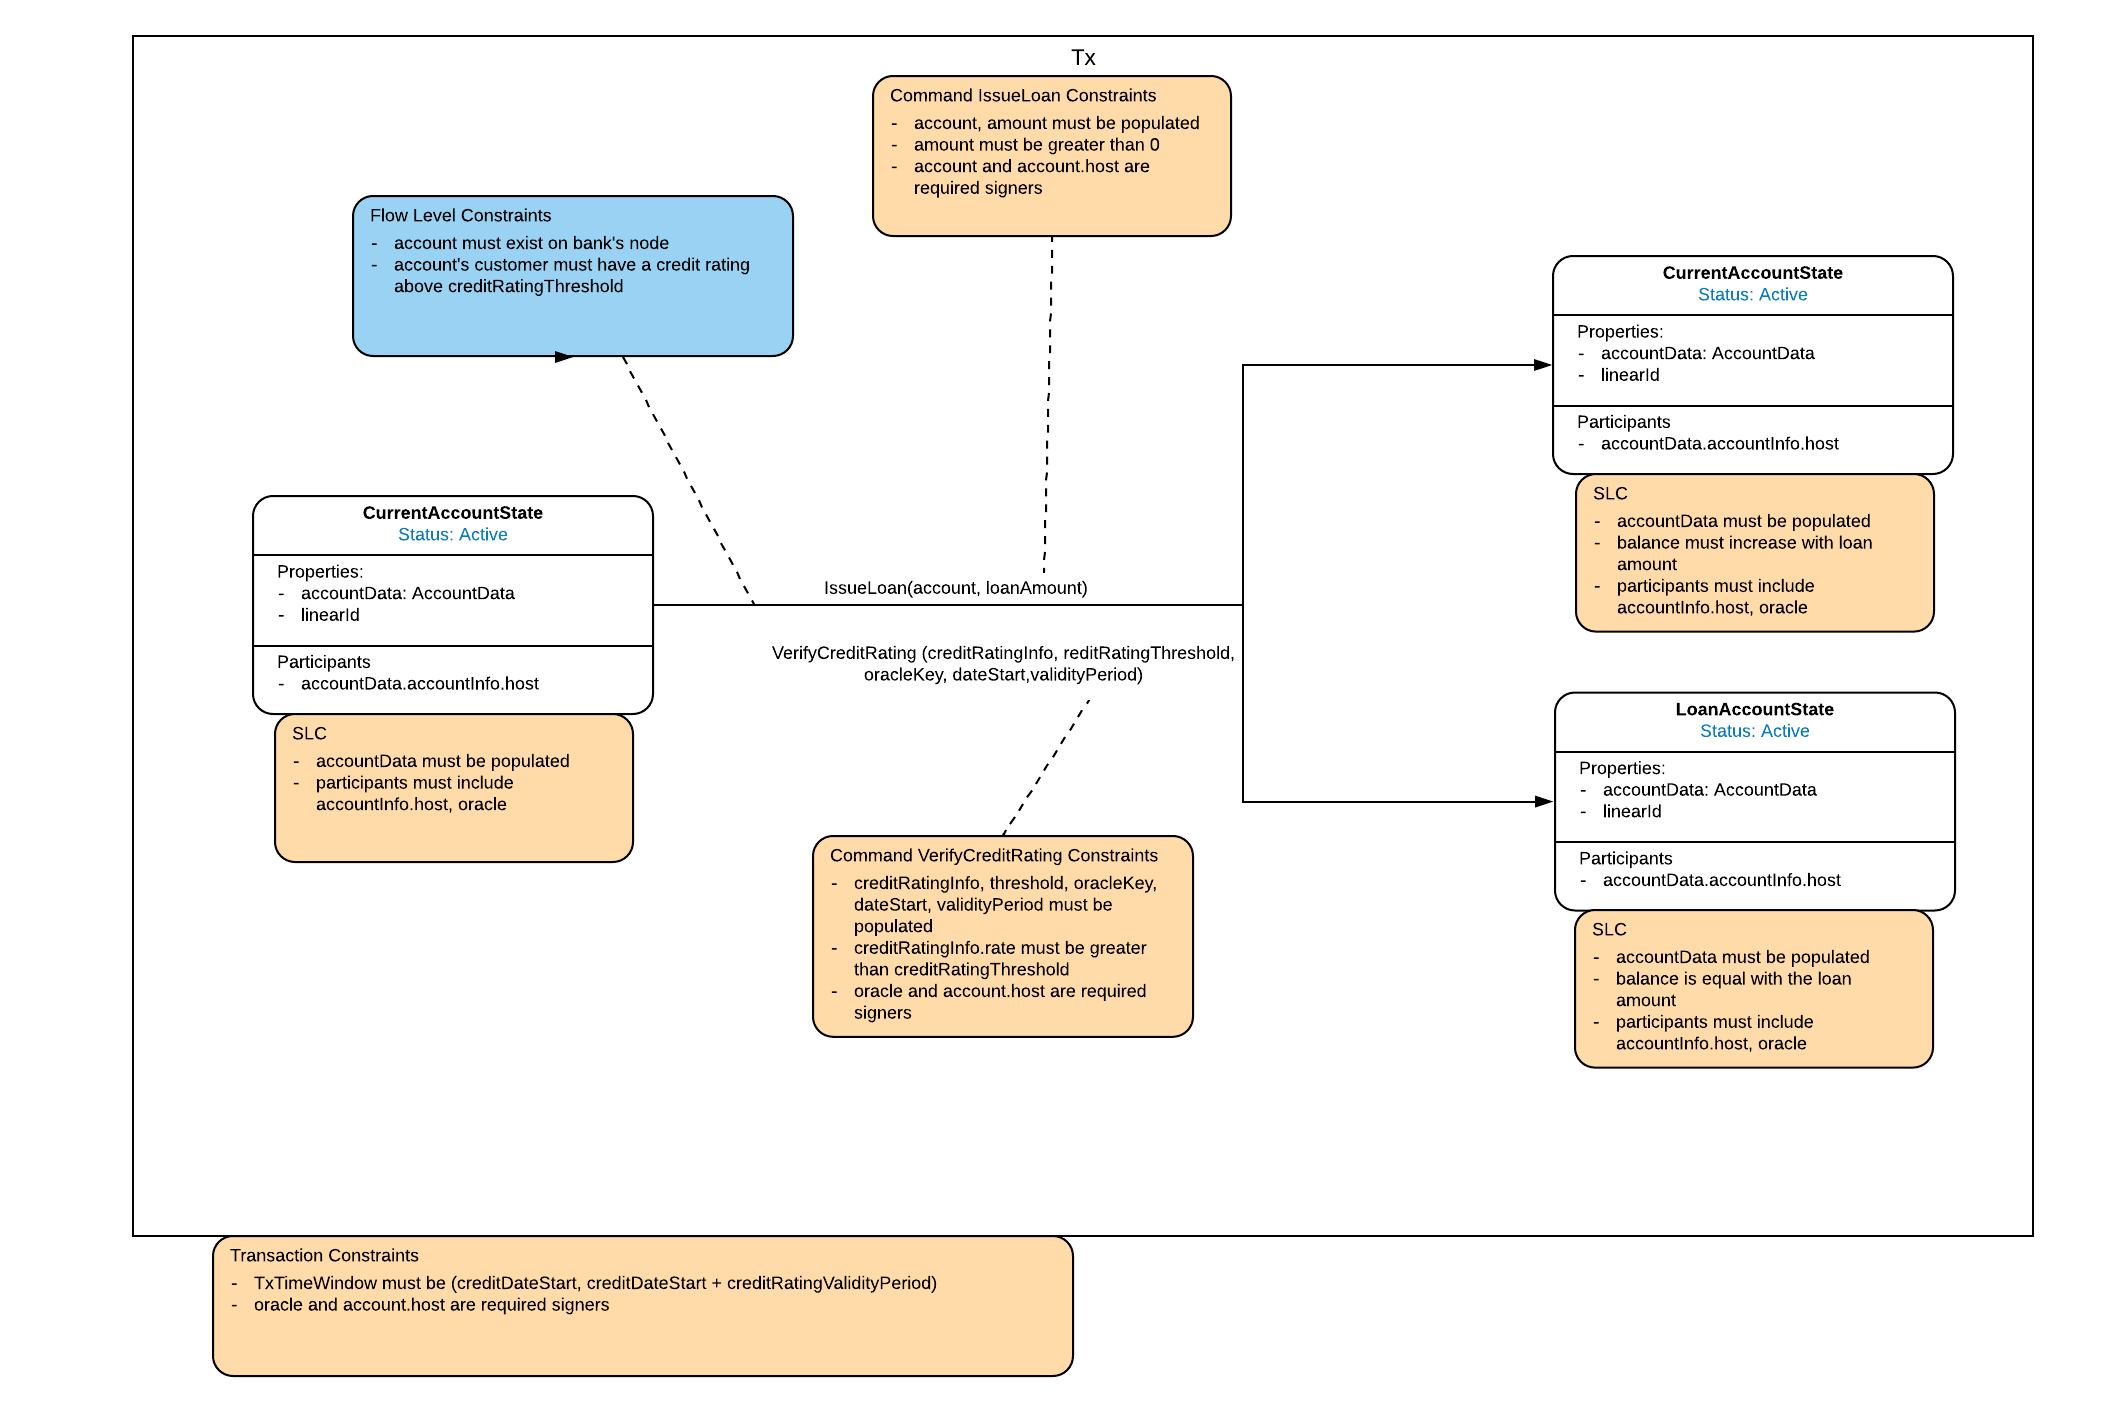 Tx
Command IssueLoan Constraints
- account, amount must be populated
- amount must be greater than 0
- account and account.host are
required signers
Flow Level Constraints
- account must exist on bank's node
- account's customer must have a credit rating
above creditRatingThreshold
CurrentAccountState
Status: Active
Properties:
- accountData: AccountData
- linearId
Participants
- accountData.accountInfo.host
SLC
- accountData must be populated
- participants must include
accountInfo.host, oracle
IssueLoan(account, loanAmount)
VerifyCreditRating (creditRatingInfo, reditRatingThreshold,
oracleKey, dateStart,validityPeriod)
Command VerifyCreditRating Constraints
- creditRatingInfo, threshold, oracleKey,
dateStart, validityPeriod must be
populated
- creditRatingInfo.rate must be greater
than creditRatingThreshold
- oracle and account.host are required
signers
CurrentAccountState
Status: Active
Properties:
- accountData: AccountData
- linearId
Participants
- accountData.accountInfo.host
SLC
- accountData must be populated
- balance must increase with loan
amount
- participants must include
accountInfo.host, oracle
LoanAccountState
Status: Active
Properties:
- accountData: AccountData
- linearId
Participants
- accountData.accountInfo.host
SLC
- accountData must be populated
- balance is equal with the loan
amount
- participants must include
accountInfo.host, oracle
Transaction Constraints
- TxTimeWindow must be (creditDateStart, creditDateStart + creditRatingValidityPeriod)
- oracle and account.host are required signers